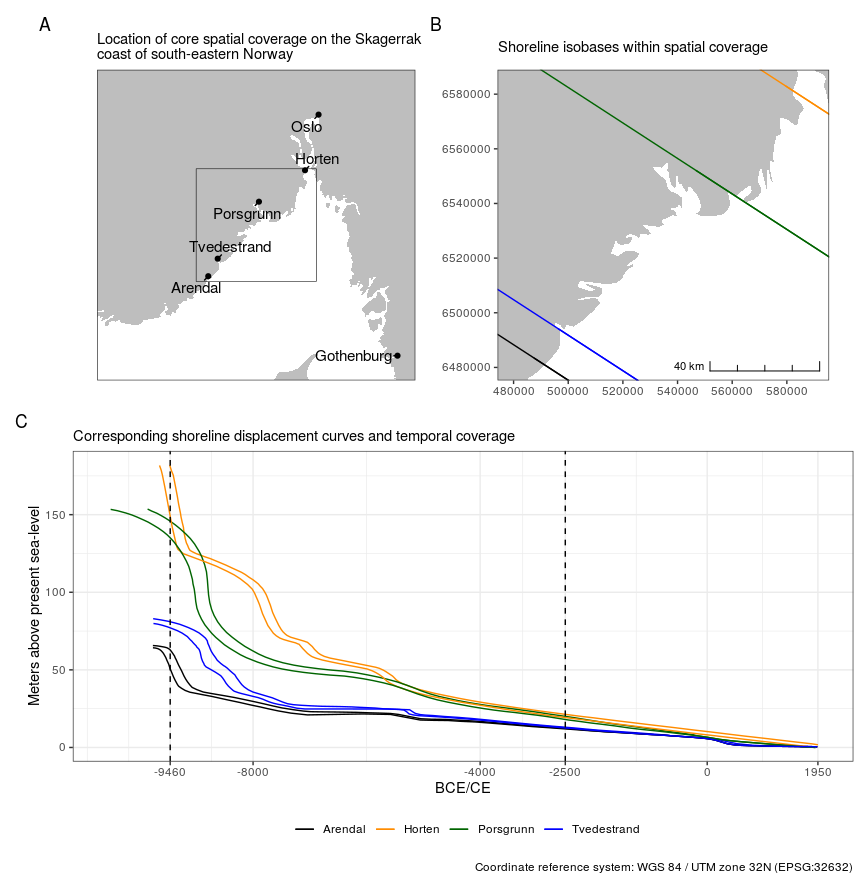 A
Location of core spatial coverage on the Skagerrak
coast of south-eastern Norway
Oslo
Horten
Porsgrunn
Tvedestrand
Arendal
Gothenburg
B
Shoreline isobases within spatial coverage
6580000
6560000
6540000
6520000
6500000
6480000
40 km
480000 500000 520000 540000 560000 580000
C
Corresponding shoreline displacement curves and temporal coverage
Meters above present sea-level
150
100
50
0
-9460 -8000 -4000 -2500 0 1950
BCE/CE
Arendal Horten Porsgrunn Tvedestrand
Coordinate reference system: WGS 84 / UTM zone 32N (EPSG:32632)